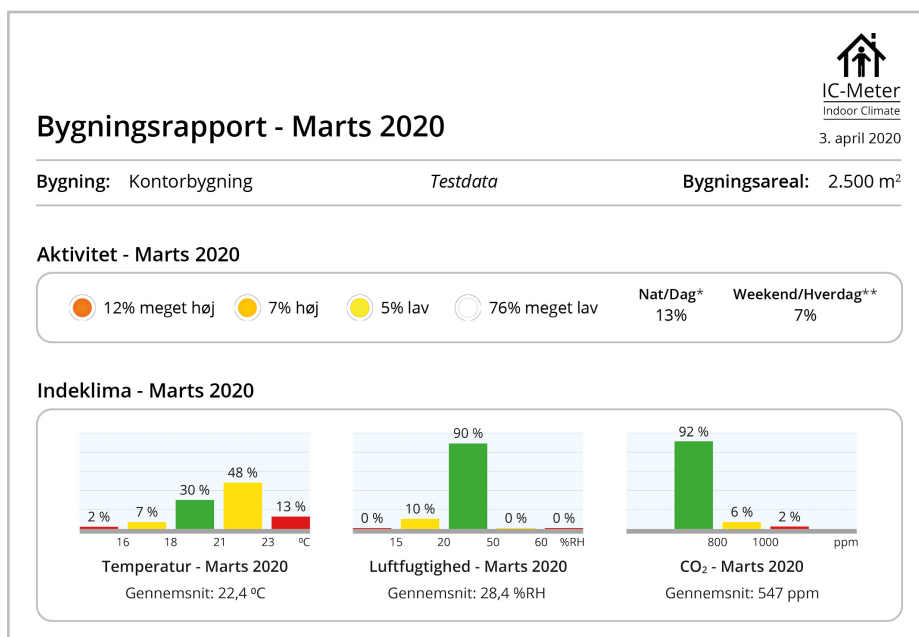 IC-Meter
Indoor Climate
Bygningsrapport - Marts 2020
3. april 2020
Bygning: Kontorbygning Testdata Bygningsareal: 2.500 m²
Aktivitet - Marts 2020
12% meget høj 7% høj 5% lav 76% meget lav
Nat/Dag* Weekend/Hverdag**
13% 7%
Indeklima - Marts 2020
2 % 7 % 30 % 48 % 13 %
16 18 21 23 ºC
Temperatur - Marts 2020
Gennemsnit: 22,4 ºC
0 % 10 % 90 % 0 % 0 %
15 20 50 60 %RH
Luftfugtighed - Marts 2020
Gennemsnit: 28,4 %RH
92 % 6 % 2 %
800 1000 ppm
CO₂ - Marts 2020
Gennemsnit: 547 ppm